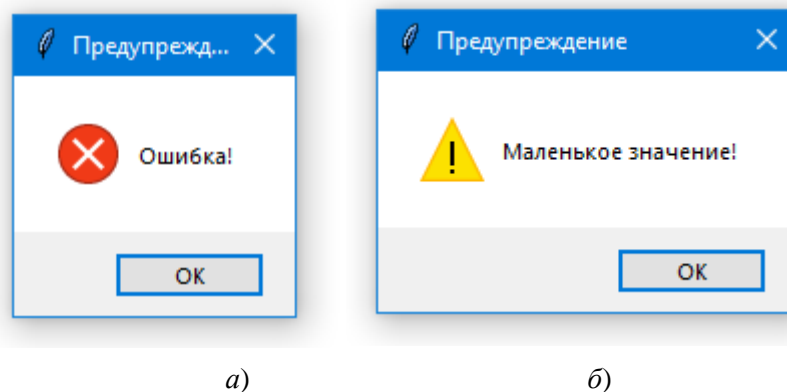 Предупрежд...
Ошибка!
OK
Предупреждение
Маленькое значение!
OK
а)
б)